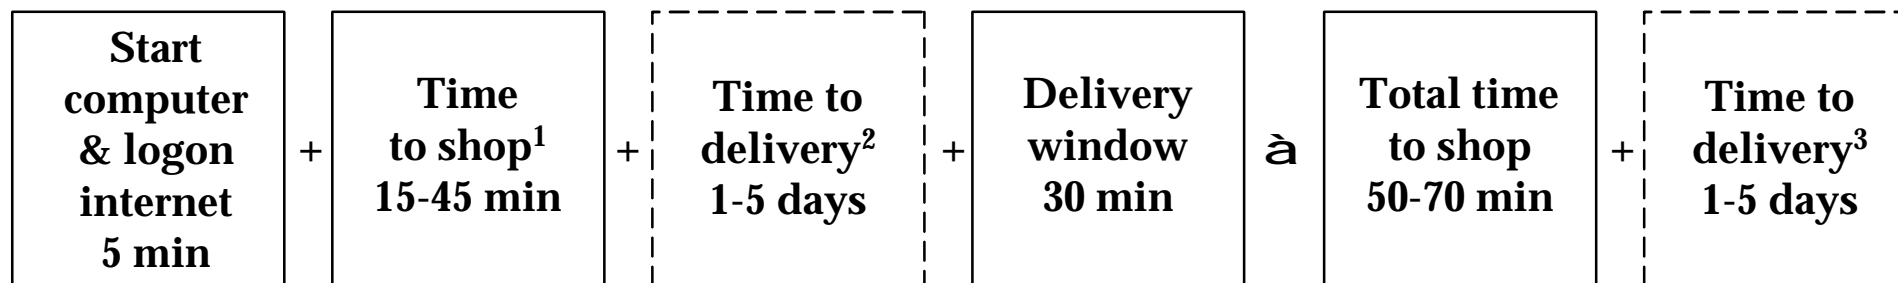 Start
computer
& logon
internet
5 min
+
Time
to shop¹
15-45 min
+
Time to
delivery²
1-5 days
+
Delivery
window
30 min
à
Total time
to shop
50-70 min
+
Time to
delivery³
1-5 days